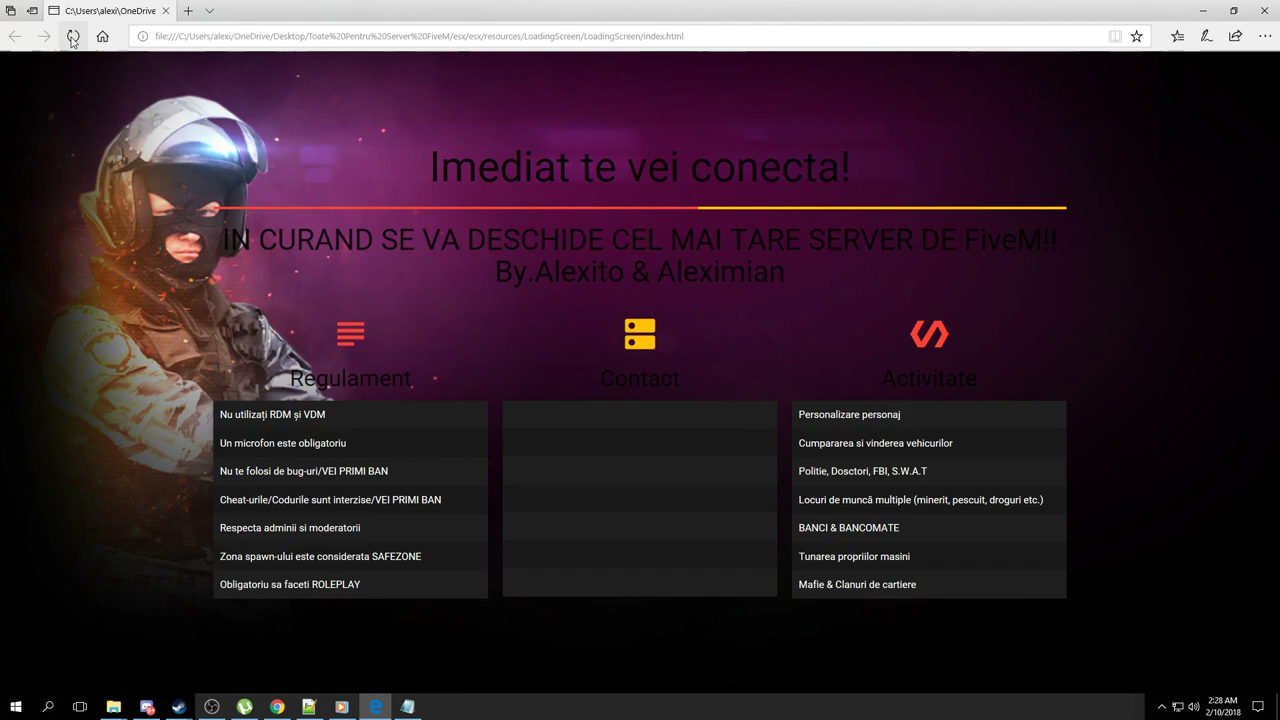 C:\Users\alexi\OneDrive
file:///C:/Users/alexi/OneDrive/Desktop/Toate%20Pentru%20Server%20FiveM/esx/esx/resources/LoadingScreen/LoadingScreen/index.html
Imediat te vei conecta!
IN CURAND SE VA DESCHIDE CEL MAI TARE SERVER DE FiveM!!
By.Alexito & Aleximian
Regulament
Nu utilizați RDM și VDM
Un microfon este obligatoriu
Nu te folosi de bug-uri/VEI PRIMI BAN
Cheat-urile/Codurile sunt interzise/VEI PRIMI BAN
Respecta adminii si moderatorii
Zona spawn-ului este considerata SAFEZONE
Obligatoriu sa faceti ROLEPLAY
Contact
Activitate
Personalizare personaj
Cumpararea si vinderea vehicurilor
Politie, Dosctori, FBI, S.W.A.T
Locuri de muncă multiple (minerit, pescuit, droguri etc.)
BANCI & BANCOMATE
Tunarea propriilor masini
Mafie & Clanuri de cartiere
2:28 AM
2/10/2018